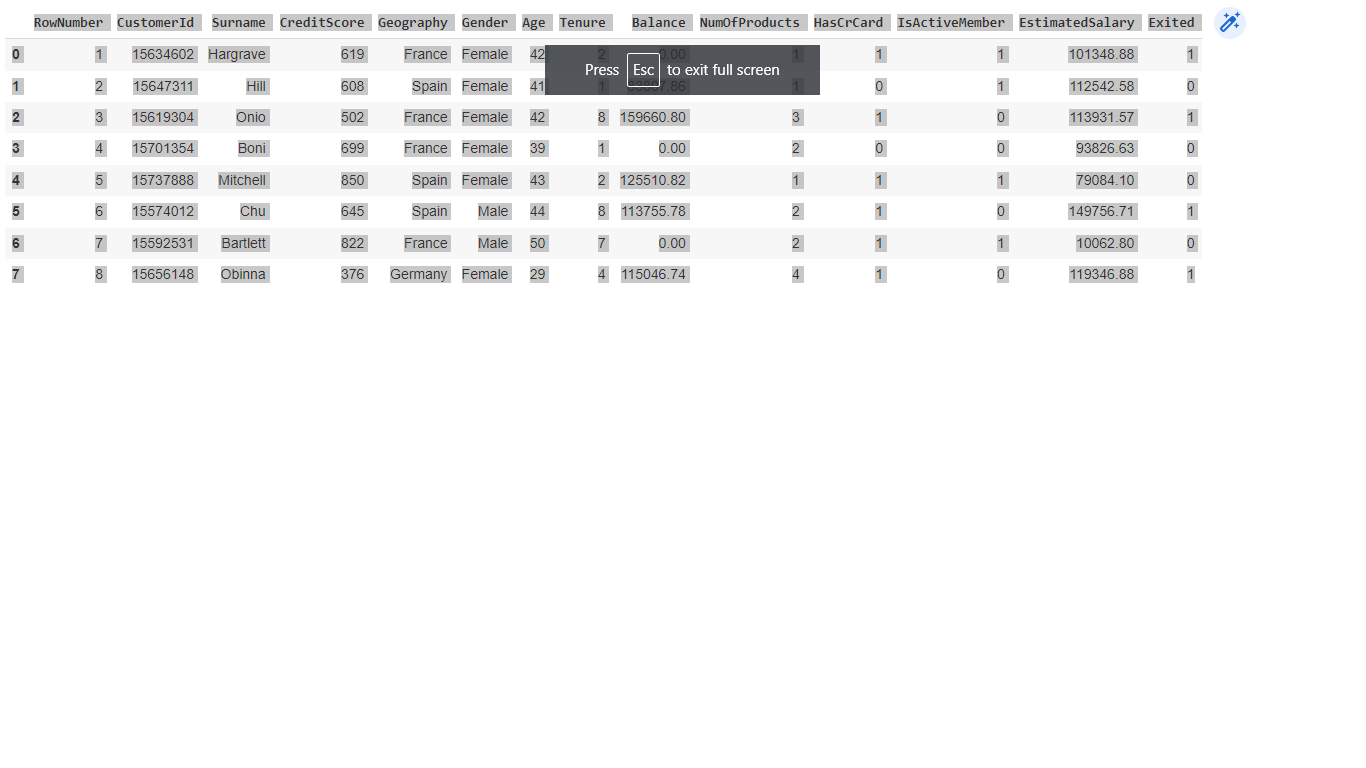 RowNumber CustomerId Surname CreditScore Geography Gender Age Tenure Balance NumOfProducts HasCrCard IsActiveMember EstimatedSalary Exited
0 1 15634602 Hargrave 619 France Female 42 2 0.00 1 1 1 101348.88 1
Press Esc to exit full screen
1 2 15647311 Hill 608 Spain Female 41 1 83807.86 1 0 1 112542.58 0
2 3 15619304 Onio 502 France Female 42 8 159660.80 3 1 0 113931.57 1
3 4 15701354 Boni 699 France Female 39 1 0.00 2 0 0 93826.63 0
4 5 15737888 Mitchell 850 Spain Female 43 2 125510.82 1 1 1 79084.10 0
5 6 15574012 Chu 645 Spain Male 44 8 113755.78 2 1 0 149756.71 1
6 7 15592531 Bartlett 822 France Male 50 7 0.00 2 1 1 10062.80 0
7 8 15656148 Obinna 376 Germany Female 29 4 115046.74 4 1 0 119346.88 1